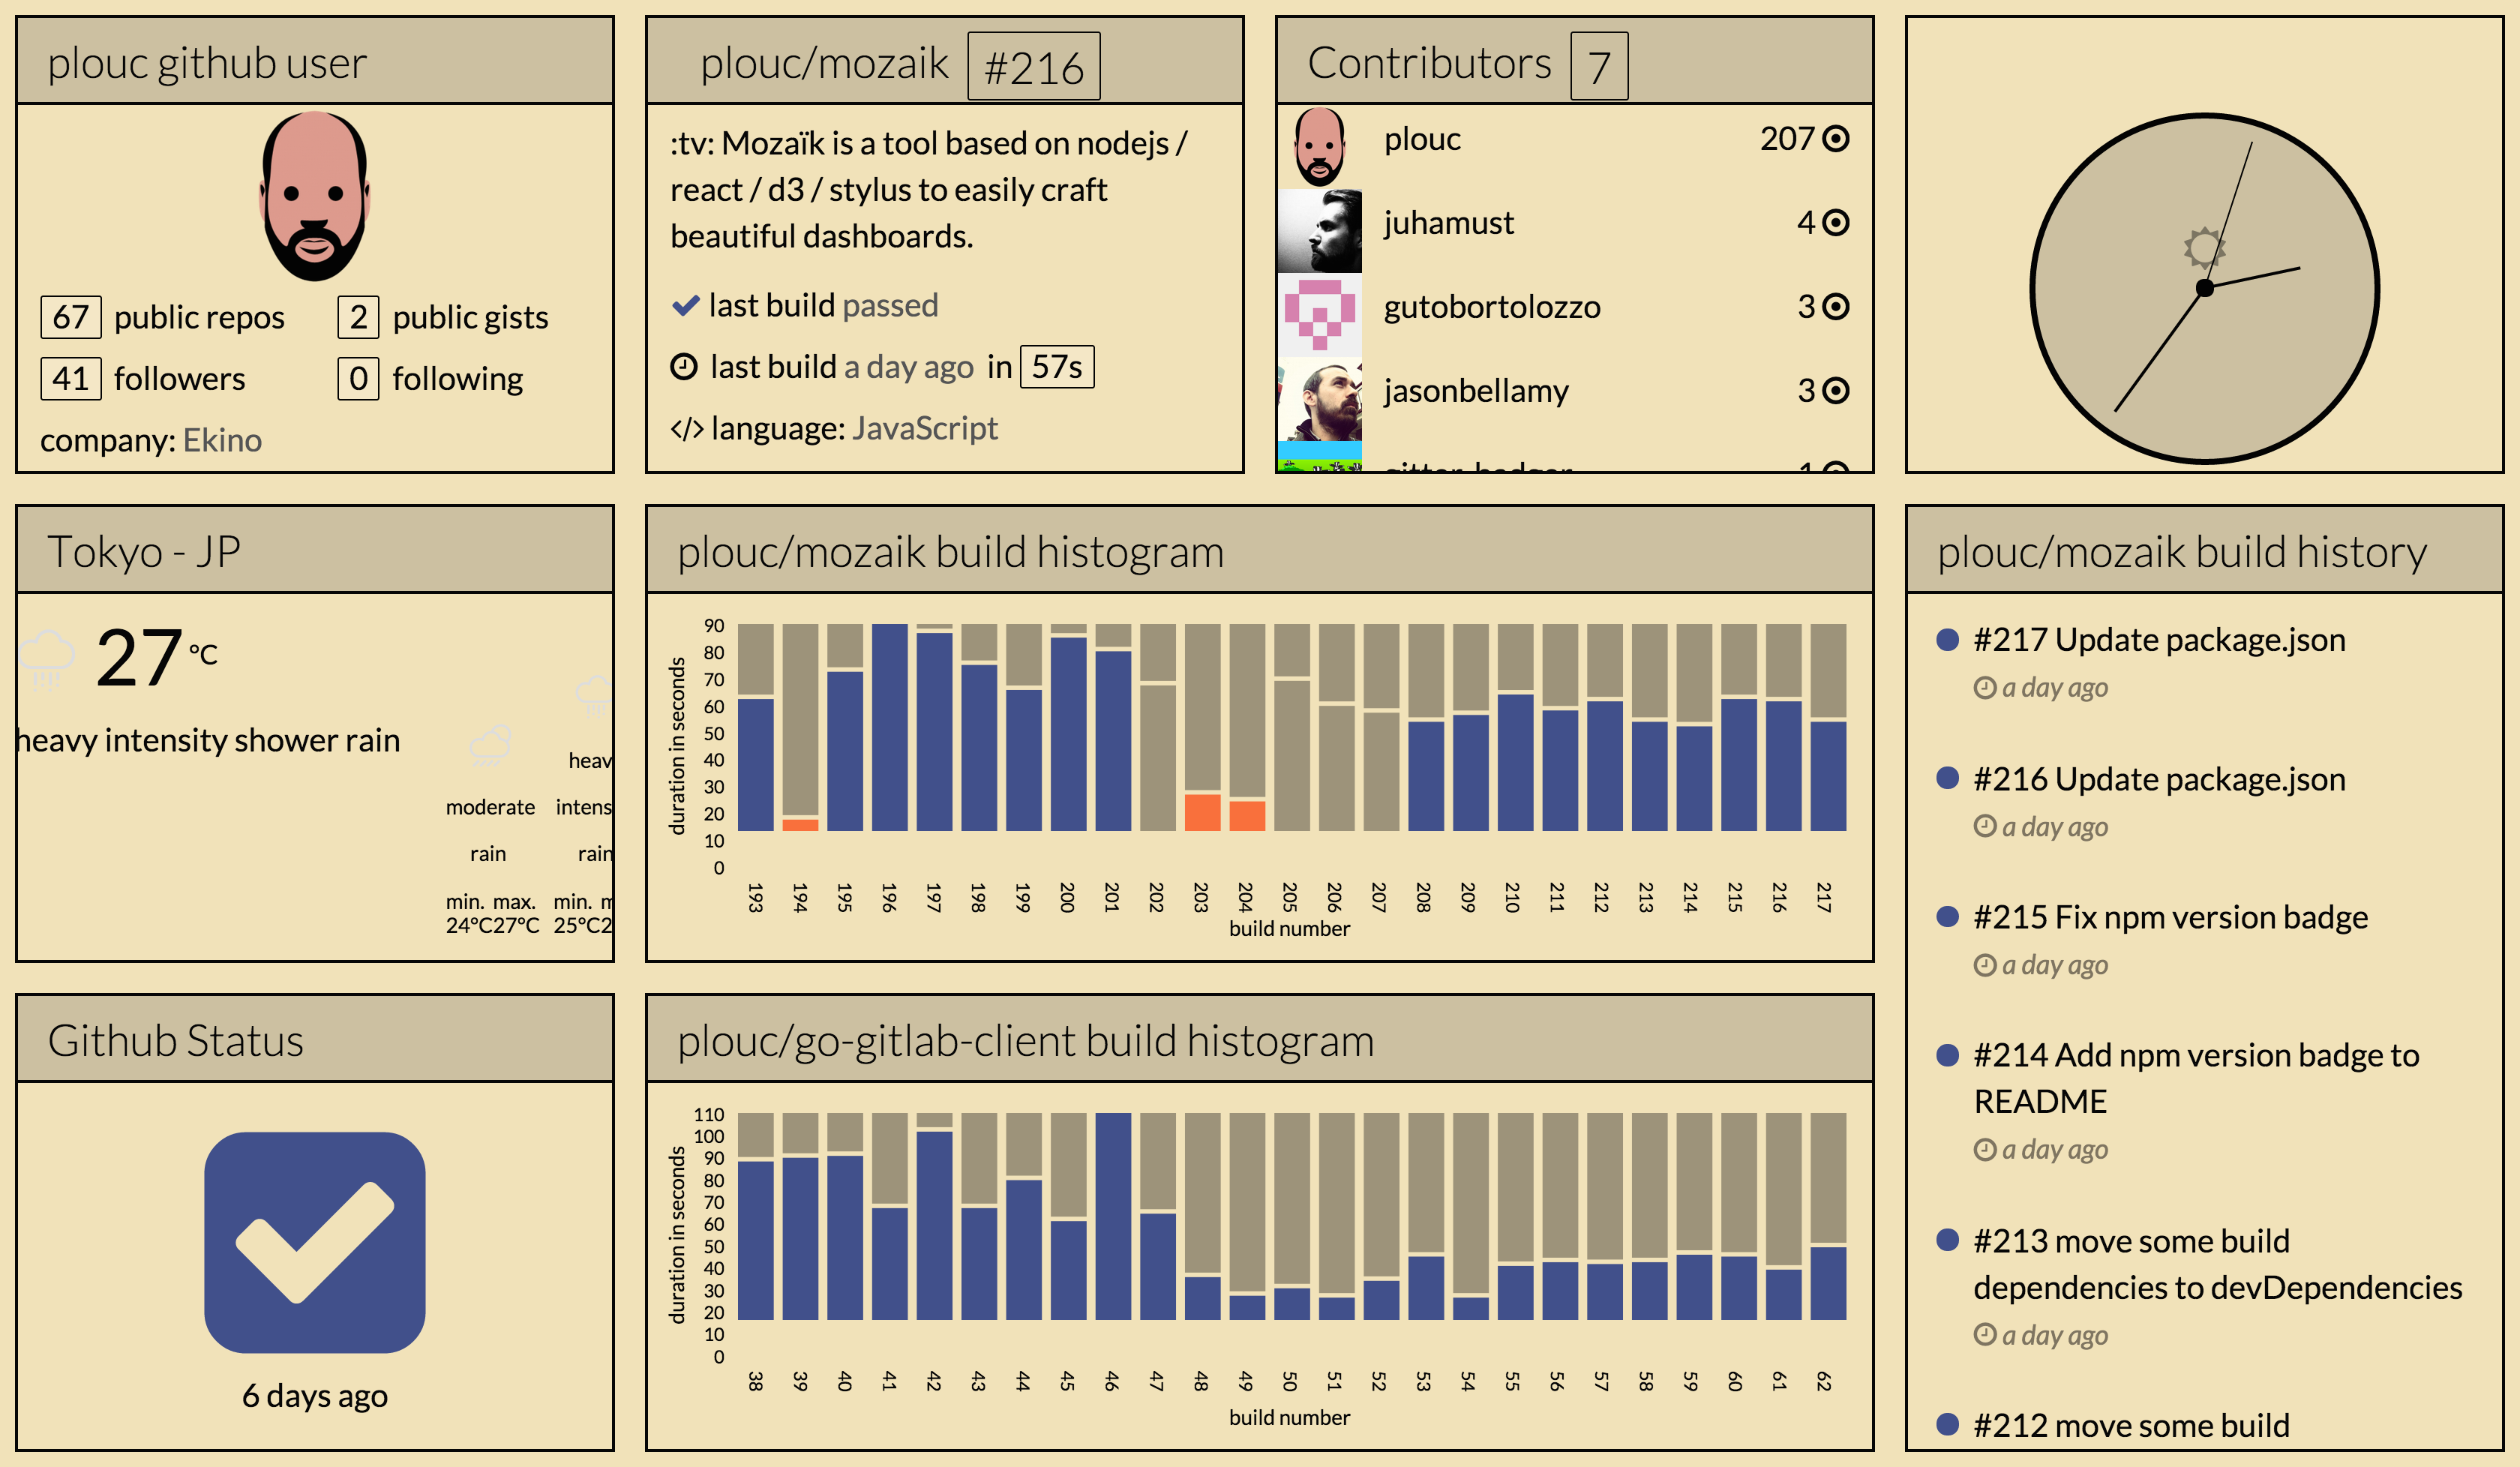 plouc github user
67 public repos
2 public gists
41 followers
0 following
company: Ekino
plouc/mozaik #216
:tv: Mozaïk is a tool based on nodejs /
react / d3 / stylus to easily craft
beautiful dashboards.
last build passed
last build a day ago in 57s
</> language: JavaScript
Contributors 7
plouc 207
juhamust 4
gutobortolozzo 3
jasonbellamy 3
Tokyo - JP
27 °C
heavy intensity shower rain
moderate
rain
min. max.
24°C27°C
heav
intens
rain
min. m
25°C2
plouc/mozaik build histogram
duration in seconds
90
80
70
60
50
40
30
20
10
0
193 194 195 196 197 198 199 200 201 202 203 204 205 206 207 208 209 210 211 212 213 214 215 216 217
build number
plouc/mozaik build history
#217 Update package.json
a day ago
#216 Update package.json
a day ago
#215 Fix npm version badge
a day ago
#214 Add npm version badge to
README
a day ago
#213 move some build
dependencies to devDependencies
a day ago
#212 move some build
Github Status
6 days ago
plouc/go-gitlab-client build histogram
duration in seconds
110
100
90
80
70
60
50
40
30
20
10
0
38 39 40 41 42 43 44 45 46 47 48 49 50 51 52 53 54 55 56 57 58 59 60 61 62
build number